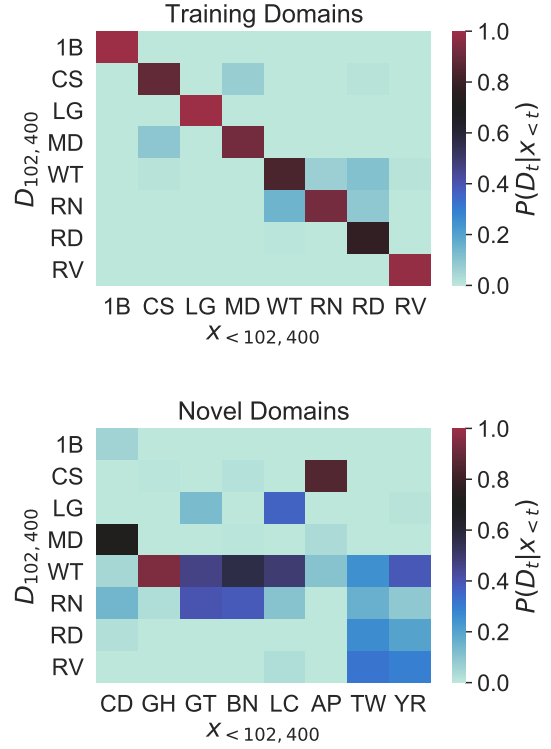 Training Domains
1B
CS
LG
MD
WT
RN
RD
RV
D102,400
1B CS LG MD WT RN RD RV
x<102,400
1.0
0.8
0.6
0.4
0.2
0.0
P(Dt|x<t)
Novel Domains
1B
CS
LG
MD
WT
RN
RD
RV
D102,400
CD GH GT BN LC AP TW YR
x<102,400
1.0
0.8
0.6
0.4
0.2
0.0
P(Dt|x<t)